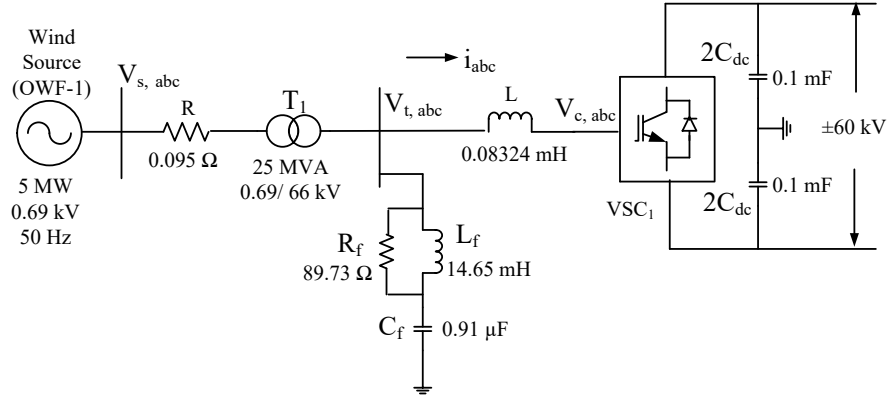 Wind
Source
(OWF-1)
5 MW
0.69 kV
50 Hz
V_s, abc
R
0.095 Ω
T_1
25 MVA
0.69/ 66 kV
i_abc
V_t, abc
L
0.08324 mH
V_c, abc
VSC_1
R_f
89.73 Ω
L_f
14.65 mH
C_f
0.91 μF
2C_dc
0.1 mF
±60 kV
0.1 mF
2C_dc